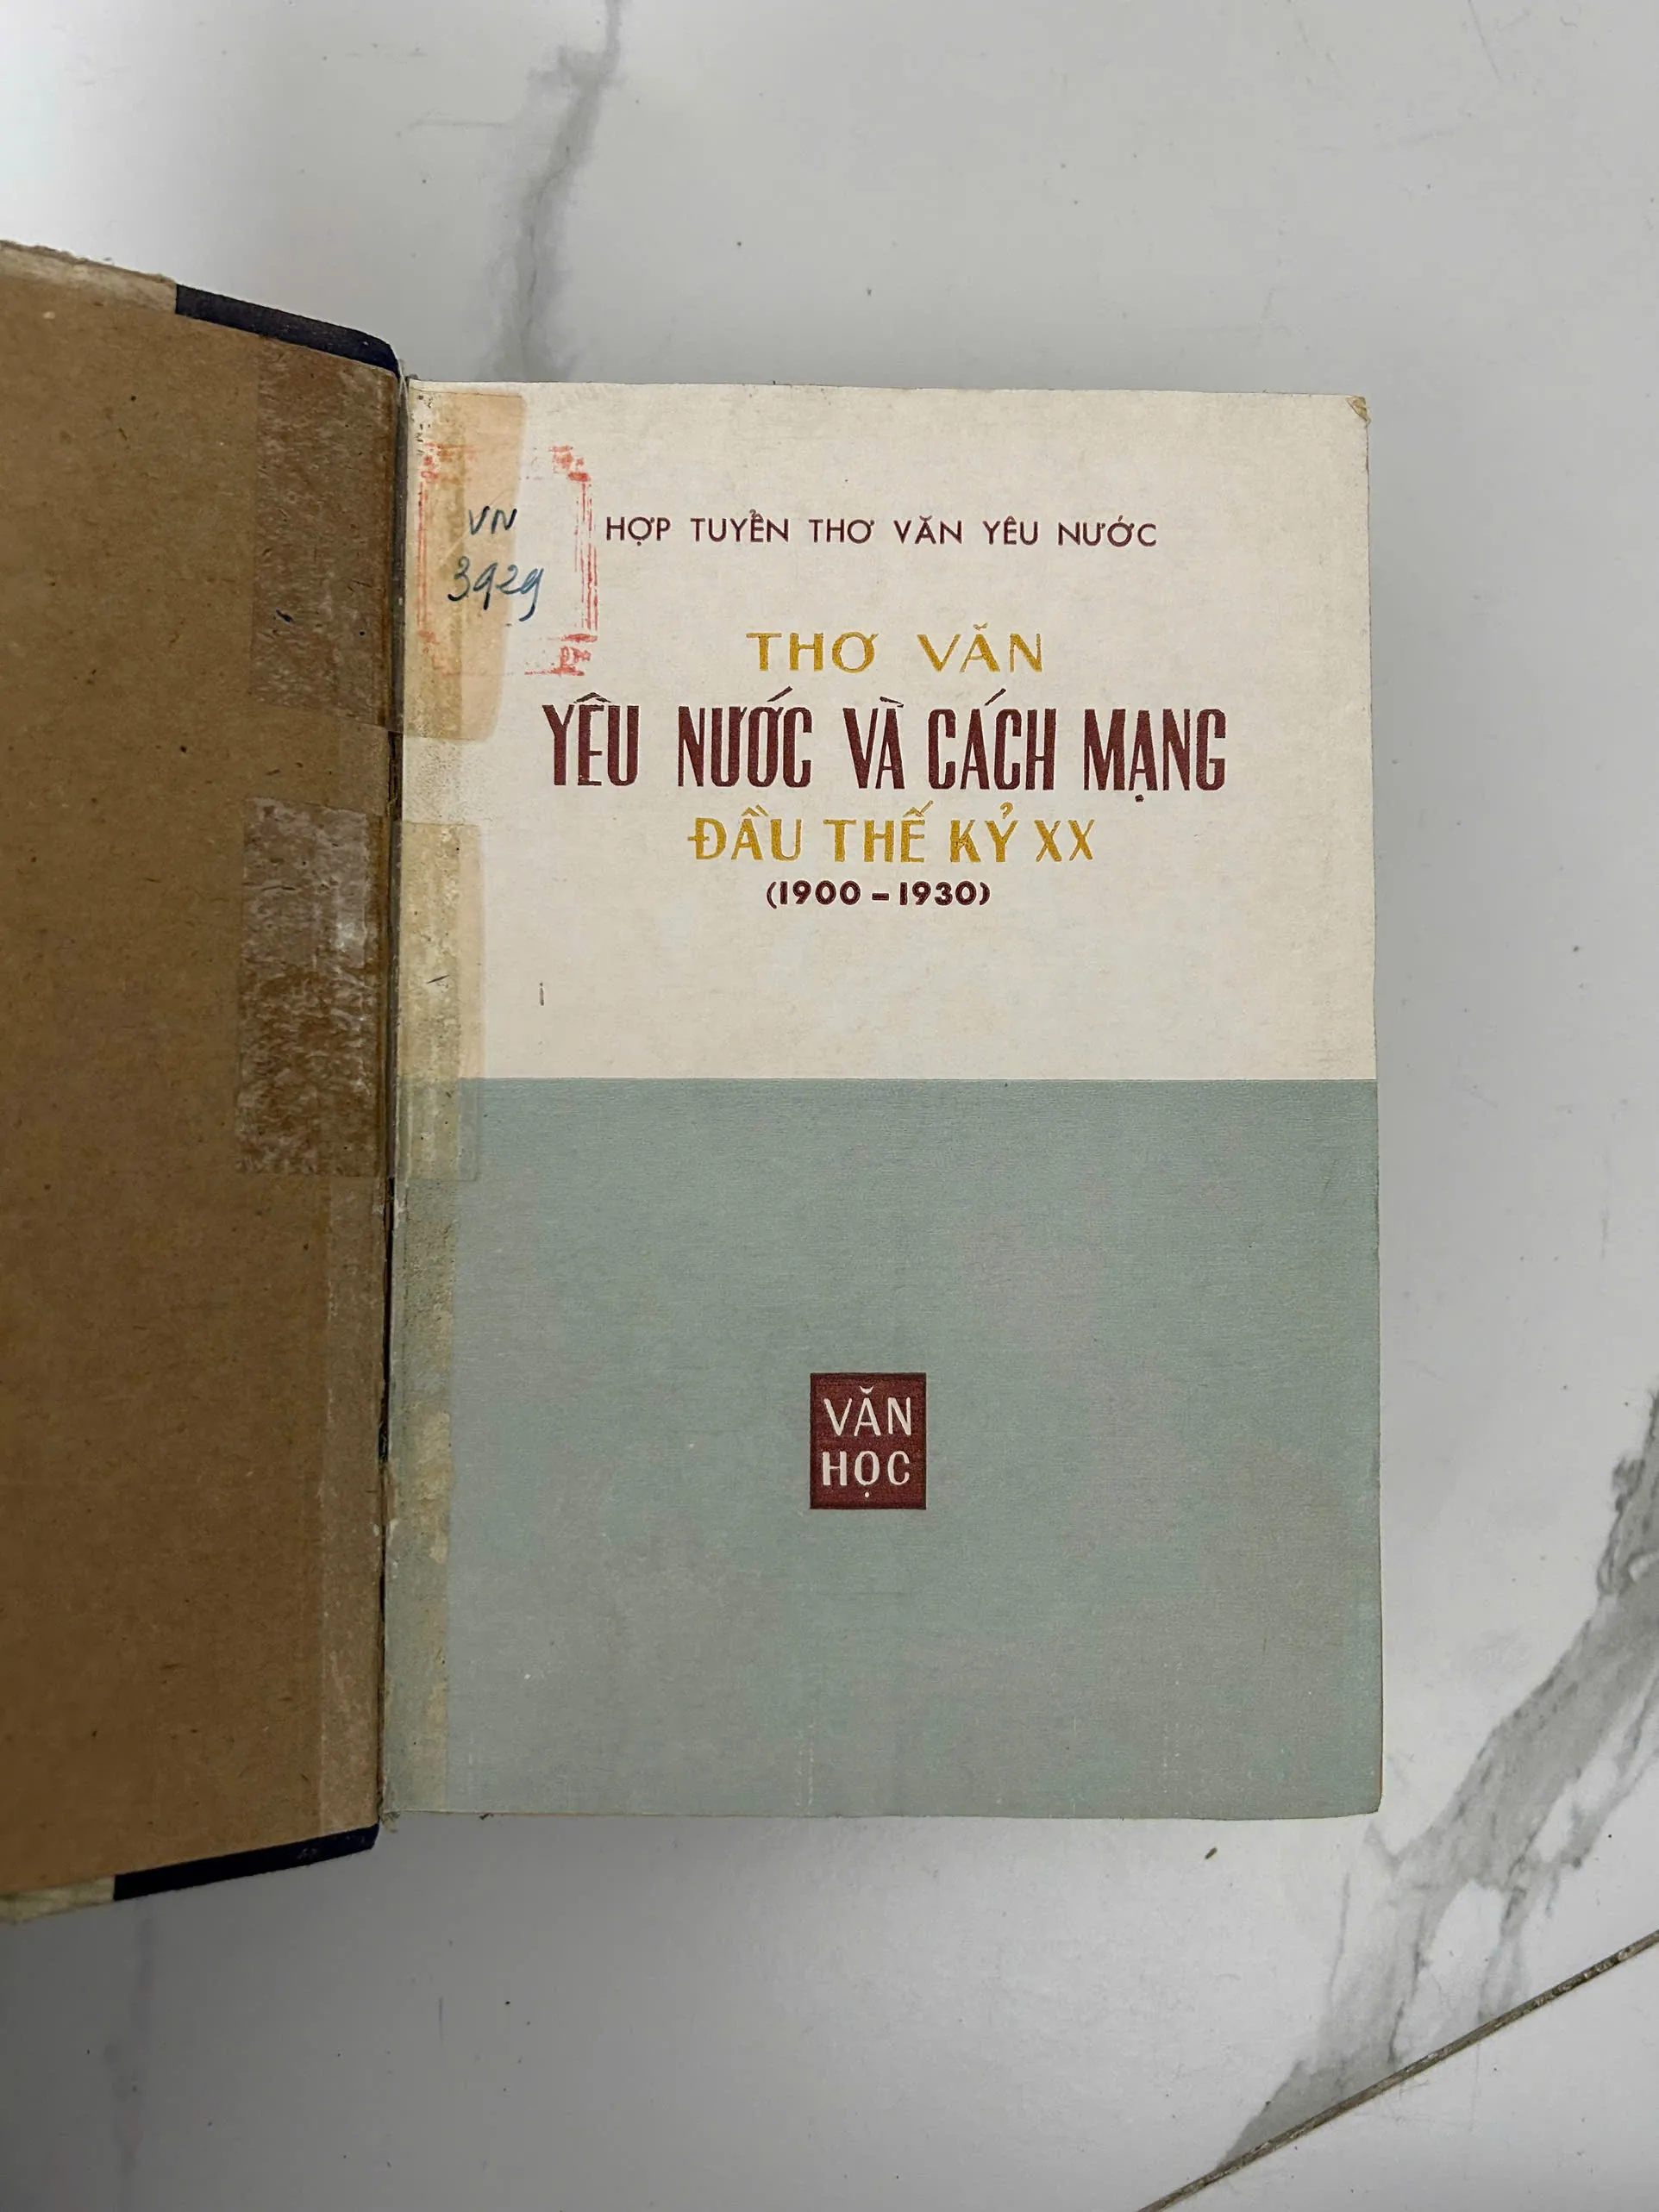 VN
3929
HỢP TUYỂN THƠ VĂN YÊU NƯỚC
THƠ VĂN
YÊU NƯỚC VÀ CÁCH MẠNG
ĐẦU THẾ KỶ XX
(1900 – 1930)
VĂN
HỌC